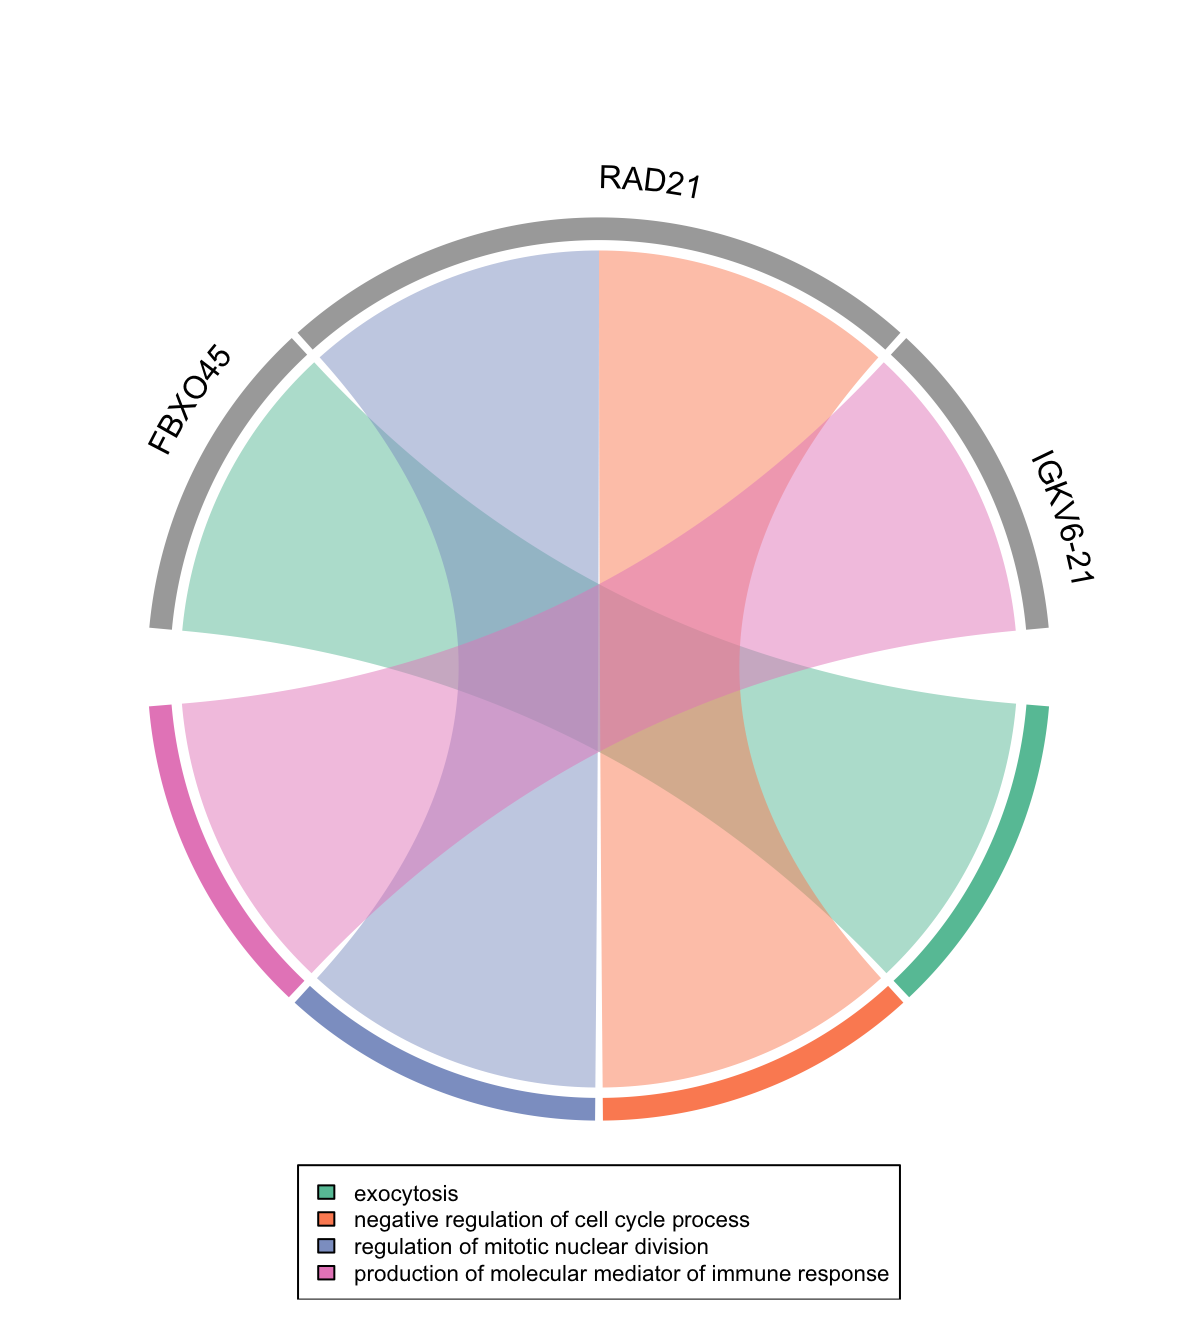 RAD21
FBXO45
IGKV6-21
exocytosis
negative regulation of cell cycle process
regulation of mitotic nuclear division
production of molecular mediator of immune response